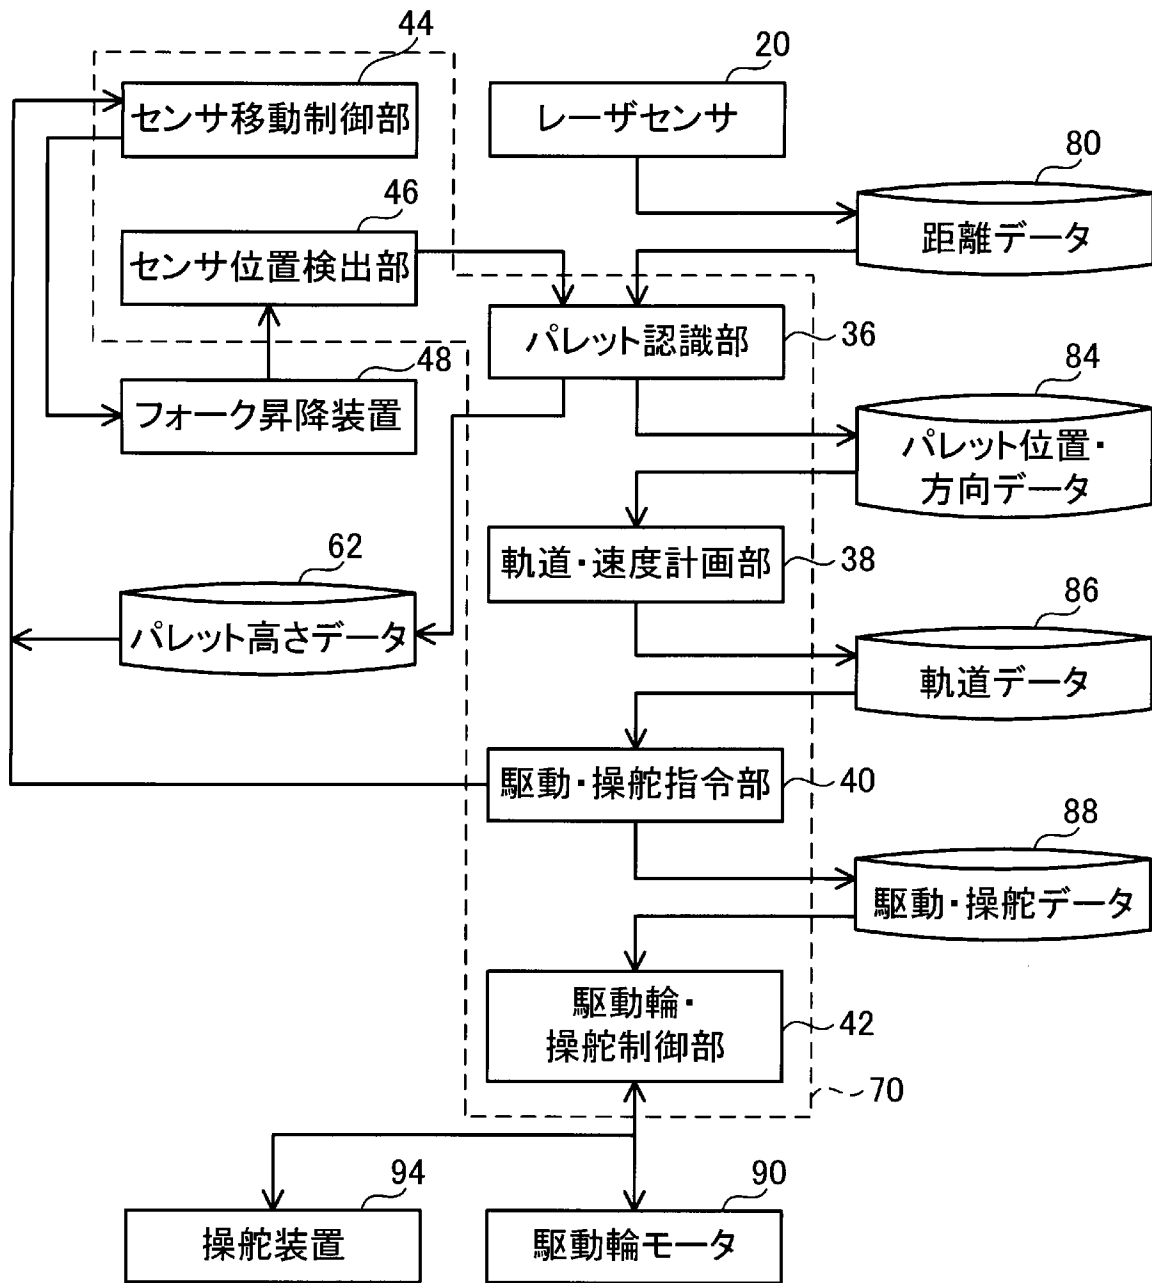 44
センサ移動制御部
20
レーザセンサ
80
距離データ
46
センサ位置検出部
パレット認識部
36
48
フォーク昇降装置
84
パレット位置・
方向データ
軌道・速度計画部
38
62
パレット高さデータ
86
軌道データ
駆動・操舵指令部
40
88
駆動・操舵データ
駆動輪・
操舵制御部
42
70
94
操舵装置
90
駆動輪モータ